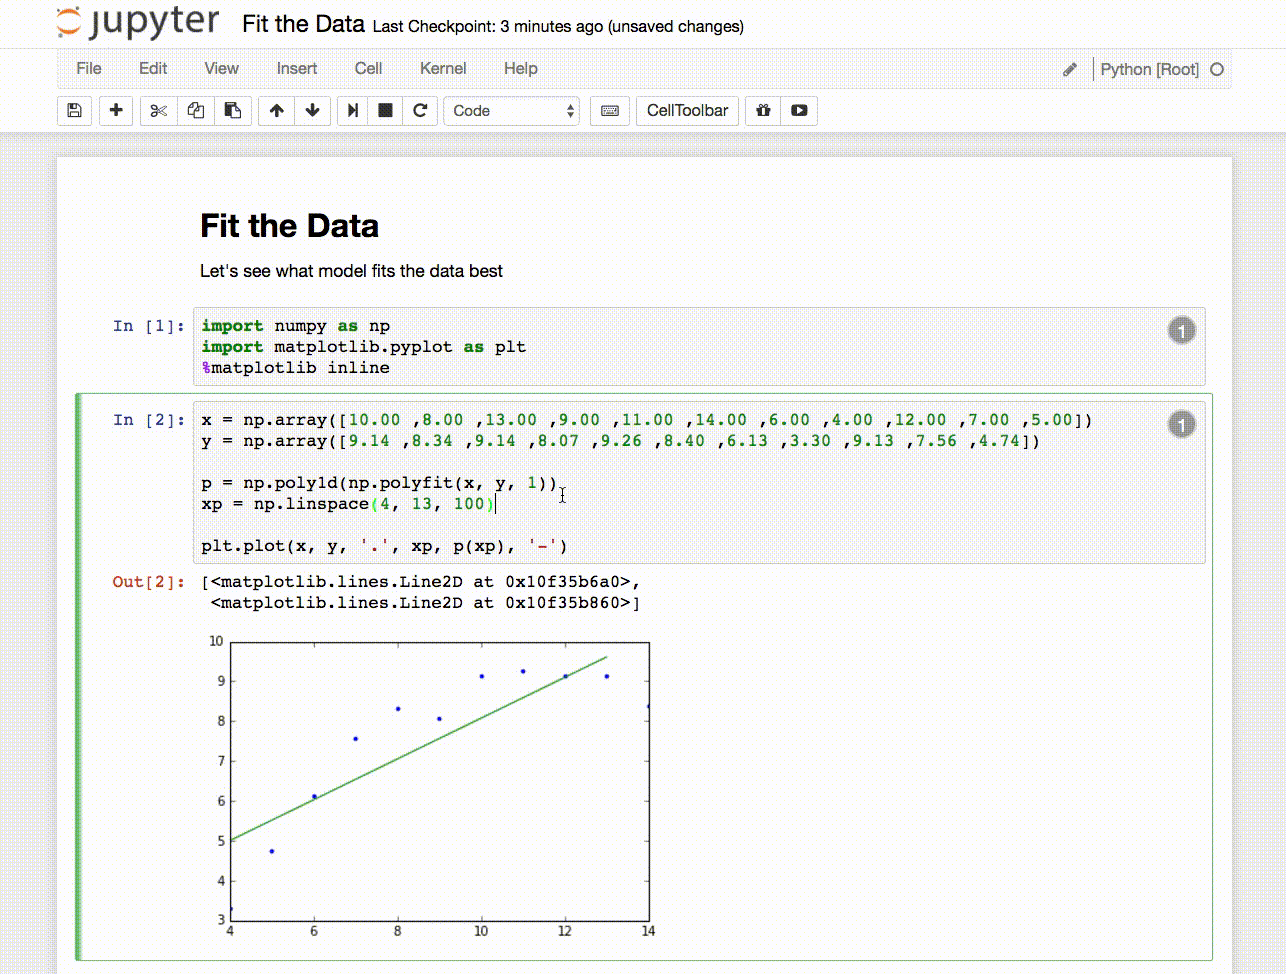 jupyter Fit the Data Last Checkpoint: 3 minutes ago (unsaved changes)
File Edit View Insert Cell Kernel Help Python [Root]
Code CellToolbar
Fit the Data
Let's see what model fits the data best
In [1]: import numpy as np 1
import matplotlib.pyplot as plt
%matplotlib inline
In [2]: x = np.array([10.00 ,8.00 ,13.00 ,9.00 ,11.00 ,14.00 ,6.00 ,4.00 ,12.00 ,7.00 ,5.00]) 1
y = np.array([9.14 ,8.34 ,9.14 ,8.07 ,9.26 ,8.40 ,6.13 ,3.30 ,9.13 ,7.56 ,4.74])
p = np.poly1d(np.polyfit(x, y, 1))
xp = np.linspace(4, 13, 100)
plt.plot(x, y, '.', xp, p(xp), '-')
Out[2]: [<matplotlib.lines.Line2D at 0x10f35b6a0>,
<matplotlib.lines.Line2D at 0x10f35b860>]
10
9
8
7
6
5
4
3
4 6 8 10 12 14